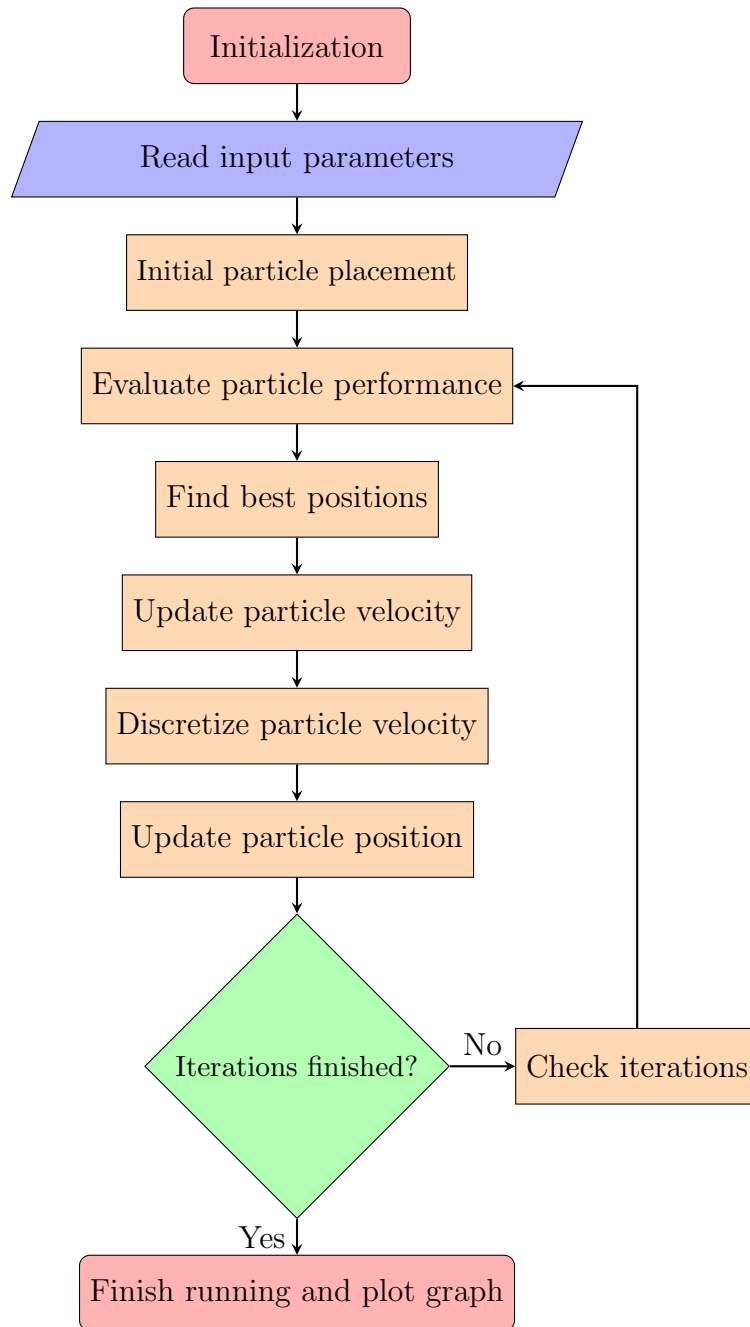 Initialization
Read input parameters
Initial particle placement
Evaluate particle performance
Find best positions
Update particle velocity
Discretize particle velocity
Update particle position
Iterations finished?
No
Check iterations
Yes
Finish running and plot graph